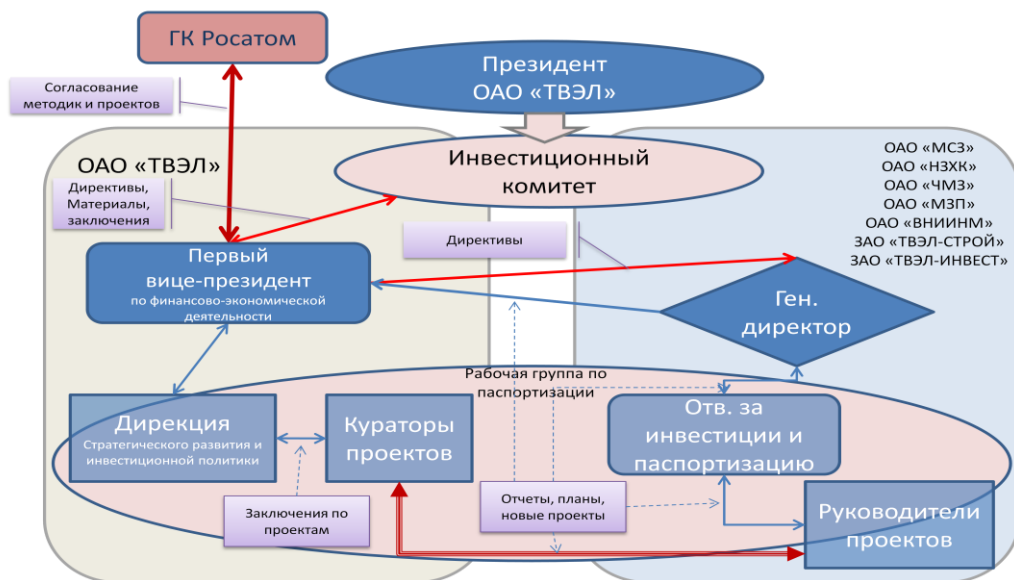 ГК Росатом
Президент
ОАО «ТВЭЛ»
Согласование
методик и проектов
ОАО «ТВЭЛ»
Инвестиционный
комитет
ОАО «МСЗ»
ОАО «НЗХК»
ОАО «ЧМЗ»
ОАО «МЗП»
ОАО «ВНИИНМ»
ЗАО «ТВЭЛ-СТРОЙ»
ЗАО «ТВЭЛ-ИНВЕСТ»
Директивы,
Материалы,
заключения
Директивы
Первый
вице-президент
по финансово-экономической
деятельности
Ген.
директор
Рабочая группа по
паспортизации
Дирекция
Стратегического развития и
инвестиционной политики
Кураторы
проектов
Отв. за
инвестиции и
паспортизацию
Заключения по
проектам
Отчеты, планы,
новые проекты
Руководители
проектов